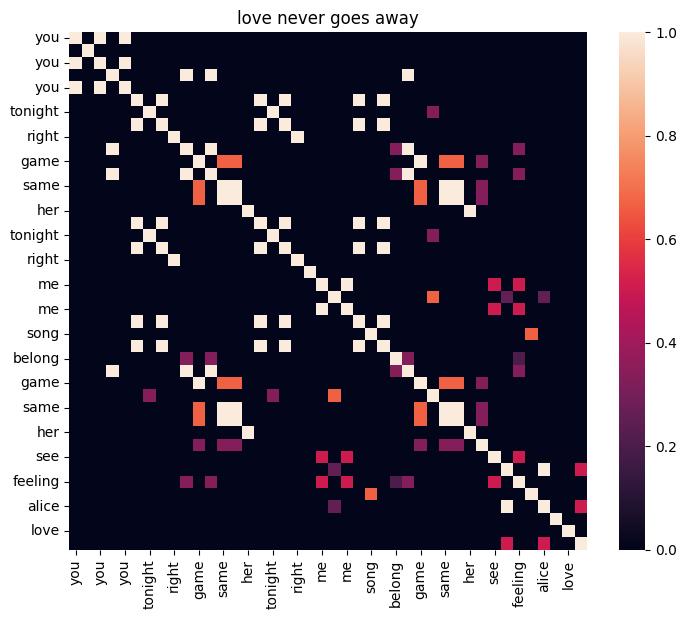 love never goes away
you
you
you
tonight
right
game
same
her
tonight
right
me
me
song
belong
game
same
her
see
feeling
alice
love
1.0
0.8
0.6
0.4
0.2
0.0
you you you tonight right game same her tonight right me me song belong game same her see feeling alice love